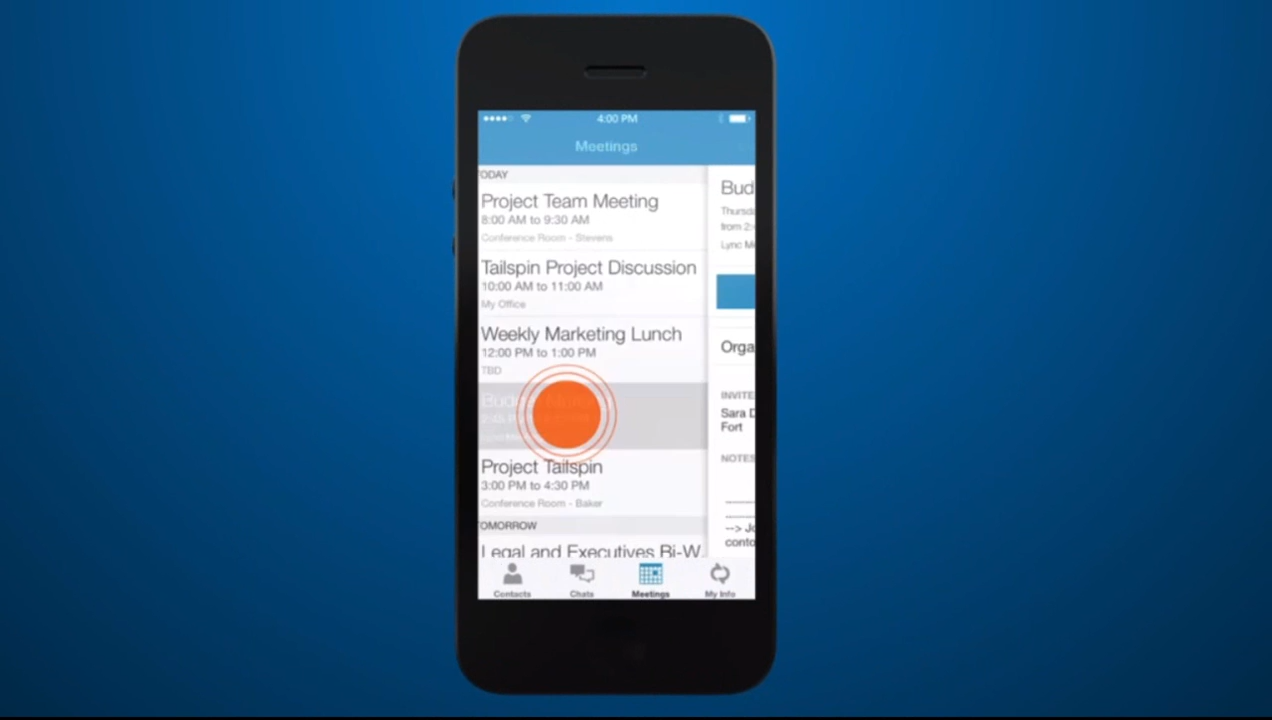 4:00 PM
Meetings
TODAY
Project Team Meeting
8:00 AM to 9:30 AM
Conference Room - Stevens
Tailspin Project Discussion
10:00 AM to 11:00 AM
My Office
Weekly Marketing Lunch
12:00 PM to 1:00 PM
TBD
Project Tailspin
3:00 PM to 4:30 PM
Conference Room - Baker
TOMORROW
Legal and Executives Bi-W
Bud
Thursda
from 2:
Lync M
Orga
INVITE
Sara D
Fort
NOTES
--> Jo
conto
Contacts
Chats
Meetings
My Info